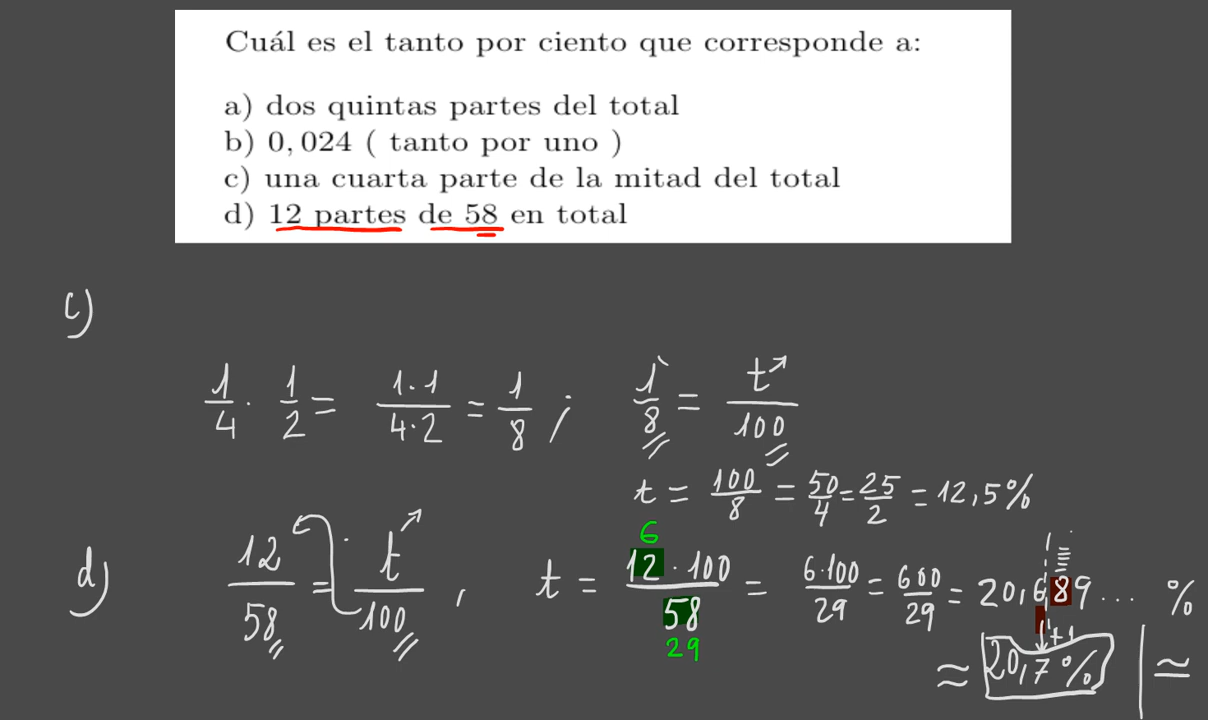 Cuál es el tanto por ciento que corresponde a:
a) dos quintas partes del total
b) 0, 024 ( tanto por uno )
c) una cuarta parte de la mitad del total
d) 12 partes de 58 en total
c)
1/4 · 1/2 = 1·1/4·2 = 1/8 ; 1/8 = t/100
t = 100/8 = 50/4 = 25/2 = 12,5%
d) 12/58 = t/100 , t = 12·100/58 = 6·100/29 = 600/29 = 20,689... %
6
29
+1
≈ 20,7% | ≃